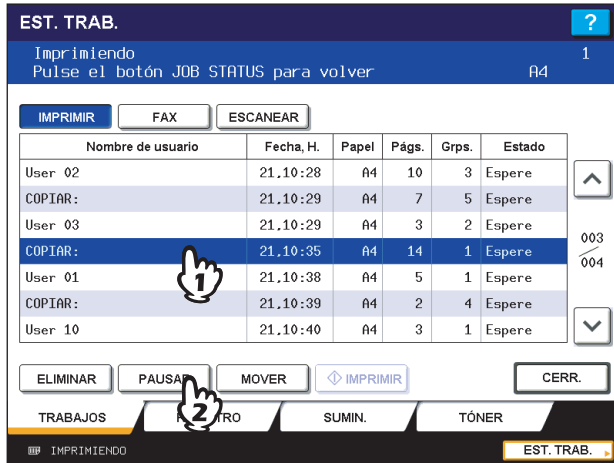 EST. TRAB. ?
Imprimiendo 1
Pulse el botón JOB STATUS para volver A4
IMPRIMIR FAX ESCANEAR
Nombre de usuario Fecha, H. Papel Págs. Grps. Estado
User 02 21,10:28 A4 10 3 Espere
COPIAR: 21,10:29 A4 7 5 Espere
User 03 21,10:29 A4 3 2 Espere
COPIAR: 21,10:35 A4 14 1 Espere
003
User 01 21,10:38 A4 5 1 Espere
004
1
COPIAR: 21,10:39 A4 2 4 Espere
User 10 21,10:40 A4 3 1 Espere
ELIMINAR PAUSAR MOVER IMPRIMIR CERR.
2
TRABAJOS SUMIN. TÓNER
IMPRIMIENDO EST. TRAB.